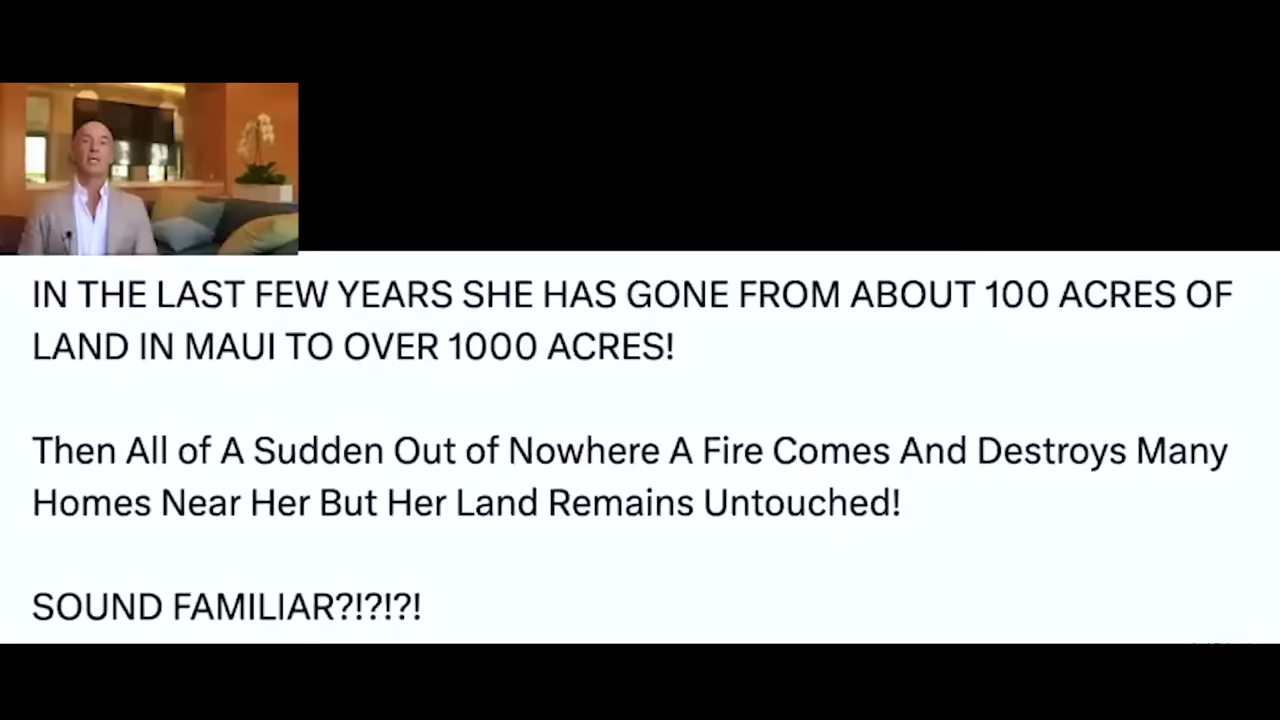 IN THE LAST FEW YEARS SHE HAS GONE FROM ABOUT 100 ACRES OF
LAND IN MAUI TO OVER 1000 ACRES!
Then All of A Sudden Out of Nowhere A Fire Comes And Destroys Many
Homes Near Her But Her Land Remains Untouched!
SOUND FAMILIAR?!?!?!